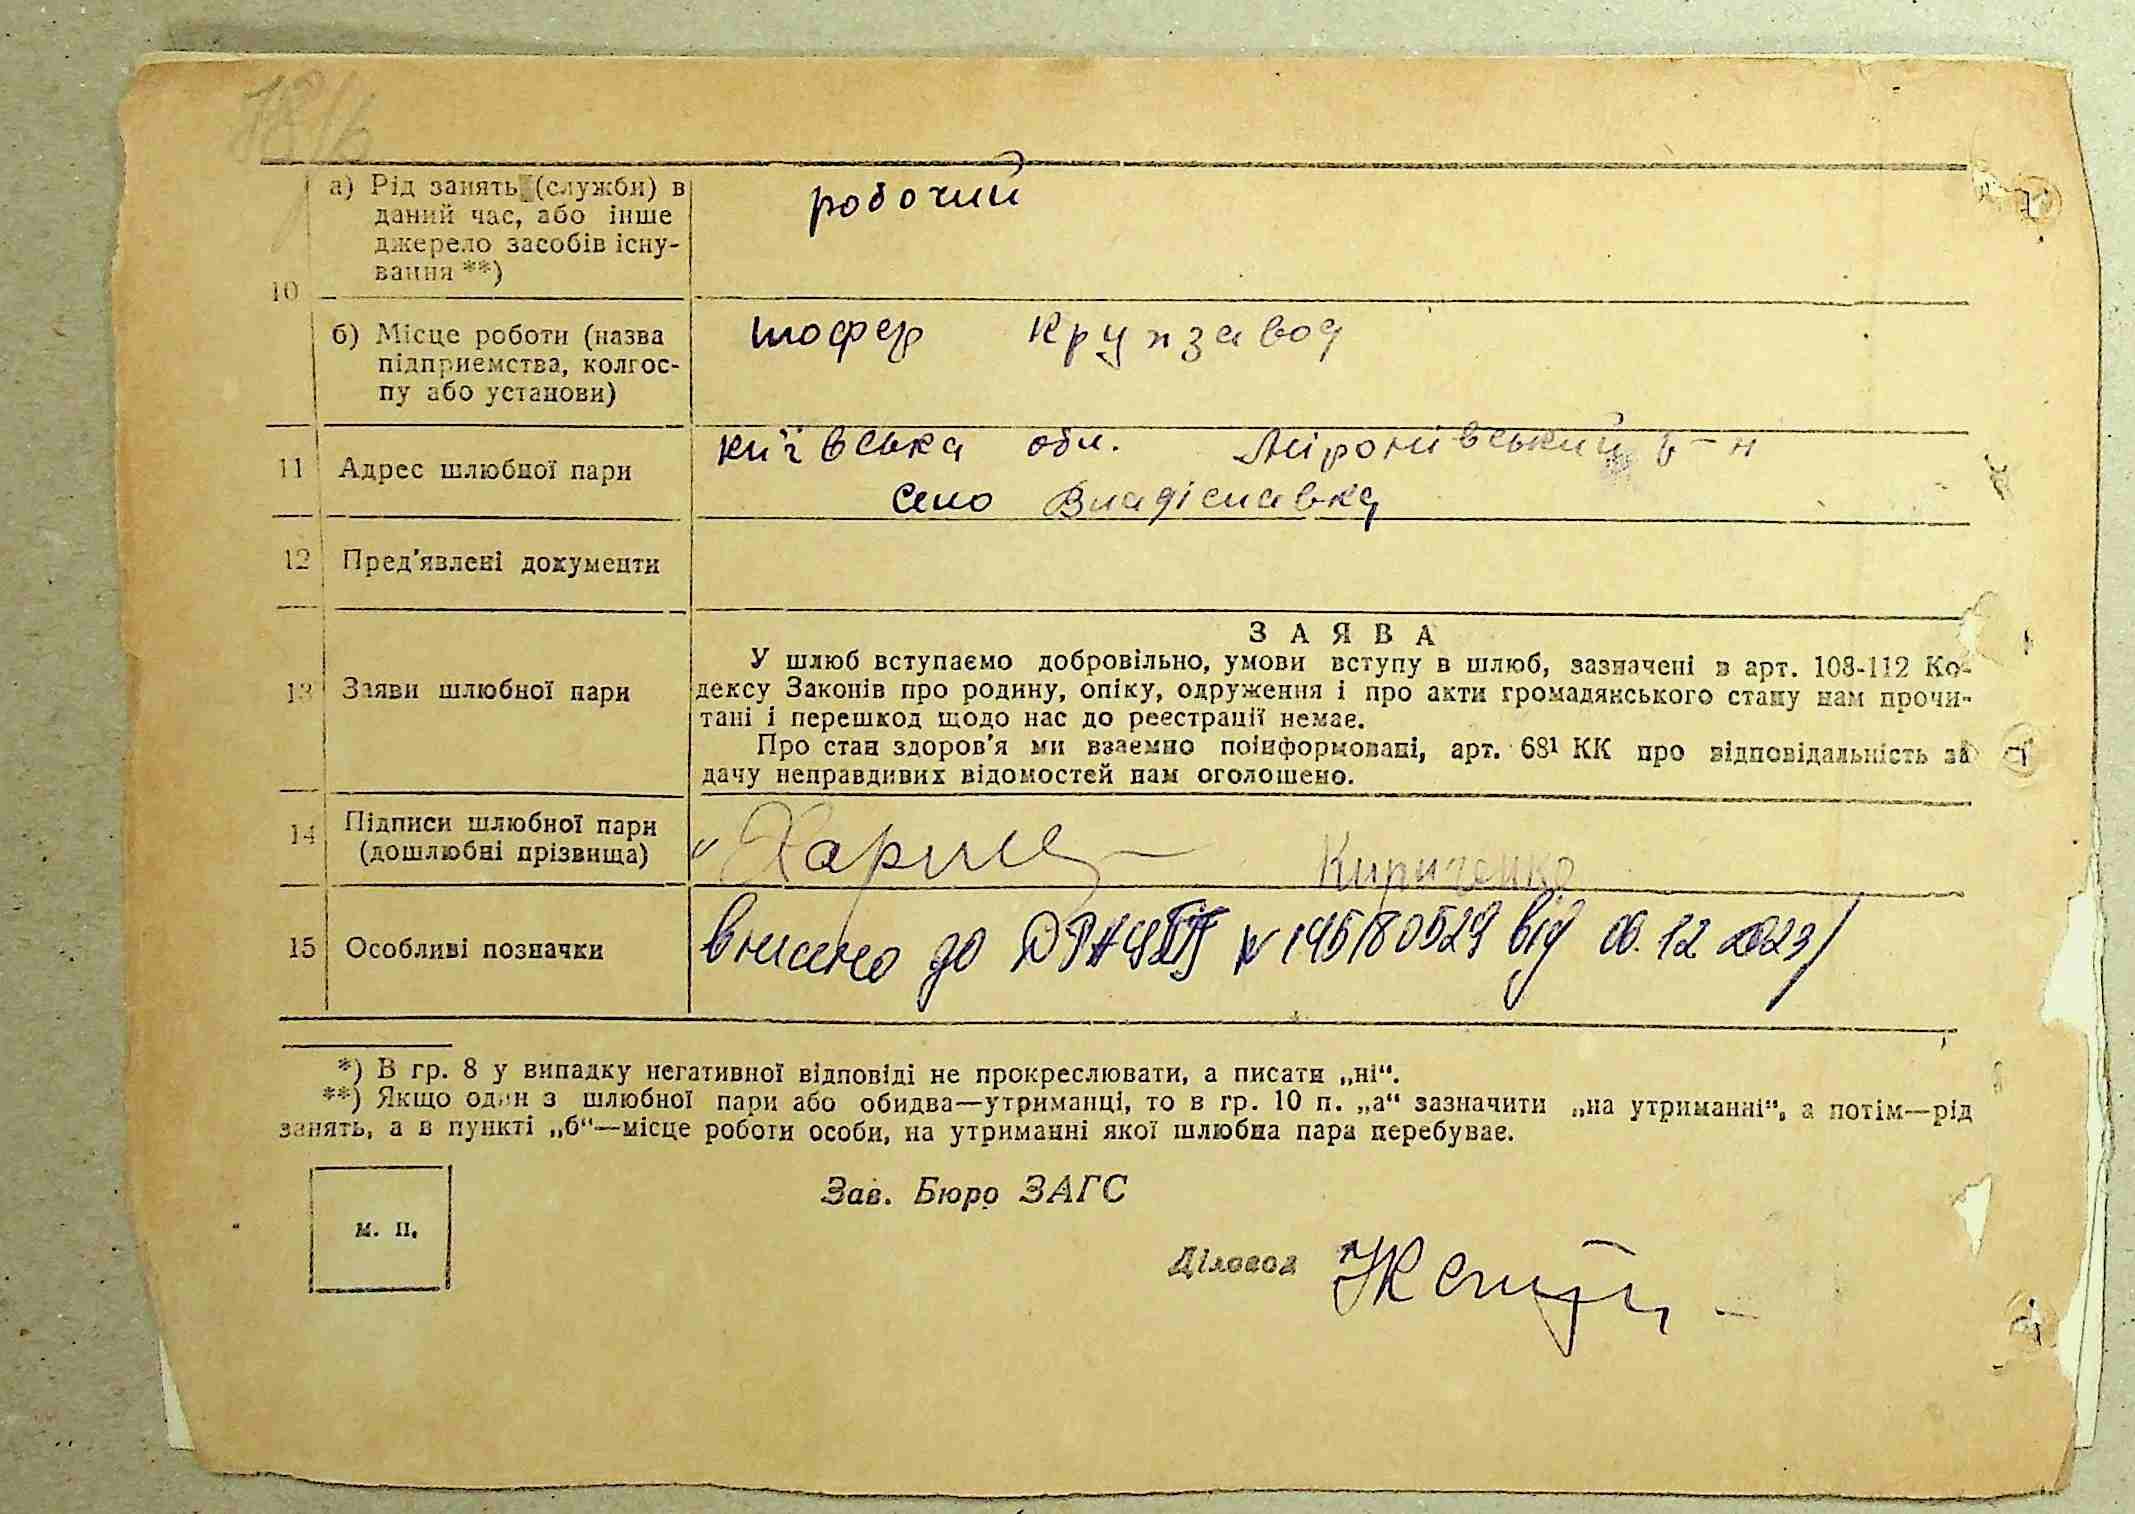 а) Рід занять (служби) в
даний час, або інше
джерело засобів існу-
вання **)
робочий
10
б) Місце роботи (назва
підприємства, колгос-
пу або установи)
шофер Крупзавод
11 Адрес шлюбної пари
київська обл. Міронівський р-н
село Владіславка
12 Пред'явлені документи
13 Заяви шлюбної пари
ЗАЯВА
У шлюб вступаємо добровільно, умови вступу в шлюб, зазначені в арт. 108-112 Ко-
дексу Законів про родину, опіку, одруження і про акти громадянського стану нам прочи-
тані і перешкод щодо нас до реєстрації немає.
Про стан здоров'я ми взаємно поінформовані, арт. 68¹ КК про відповідальність за
дачу неправдивих відомостей нам оголошено.
14 Підписи шлюбної пари
(дошлюбні прізвища)
Кириченко
15 Особливі позначки
внесено до ДРАЦСГ № 145180529 від 12 2023
*) В гр. 8 у випадку негативної відповіді не прокреслювати, а писати „ні“.
**) Якщо один з шлюбної пари або обидва—утриманці, то в гр. 10 п. „а“ зазначити „на утриманні“, а потім—рід
занять, а в пункті „б“—місце роботи особи, на утриманні якої шлюбна пара перебуває.
м. п.
Зав. Бюро ЗАГС
Діловод